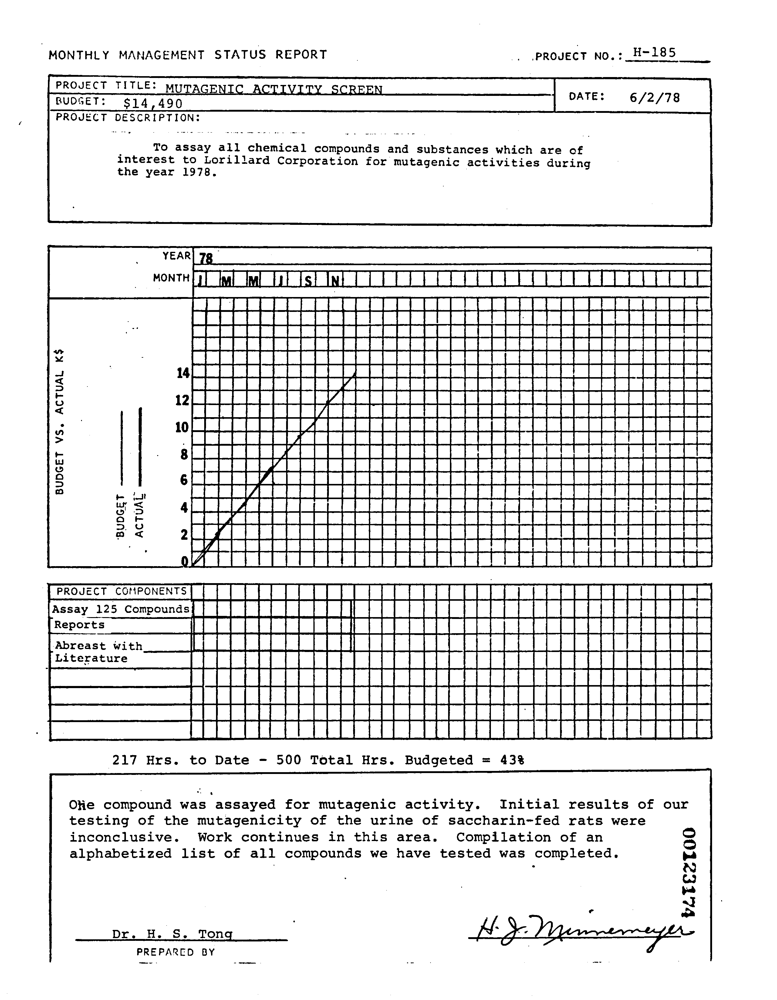 MONTHLY MANAGEMENT STATUS REPORT
PROJECT NO.: H-185
PROJECT TITLE: MUTAGENIC ACTIVITY SCREEN
BUDGET: $14,490
DATE: 6/2/78
PROJECT DESCRIPTION:
To assay all chemical compounds and substances which are of
interest to Lorillard Corporation for mutagenic activities during
the year 1978.
YEAR 78
MONTH J M M J S N
BUDGET VS. ACTUAL K$
BUDGET
ACTUAL
14
12
10
8
6
4
2
0
PROJECT COMPONENTS
Assay 125 Compounds
Reports
Abreast with
Literature
217 Hrs. to Date - 500 Total Hrs. Budgeted = 43%
One compound was assayed for mutagenic activity. Initial results of our
testing of the mutagenicity of the urine of saccharin-fed rats were
inconclusive. Work continues in this area. Compilation of an
alphabetized list of all compounds we have tested was completed.
00123174
Dr. H. S. Tong
H. J. Minnemeyer
PREPARED BY